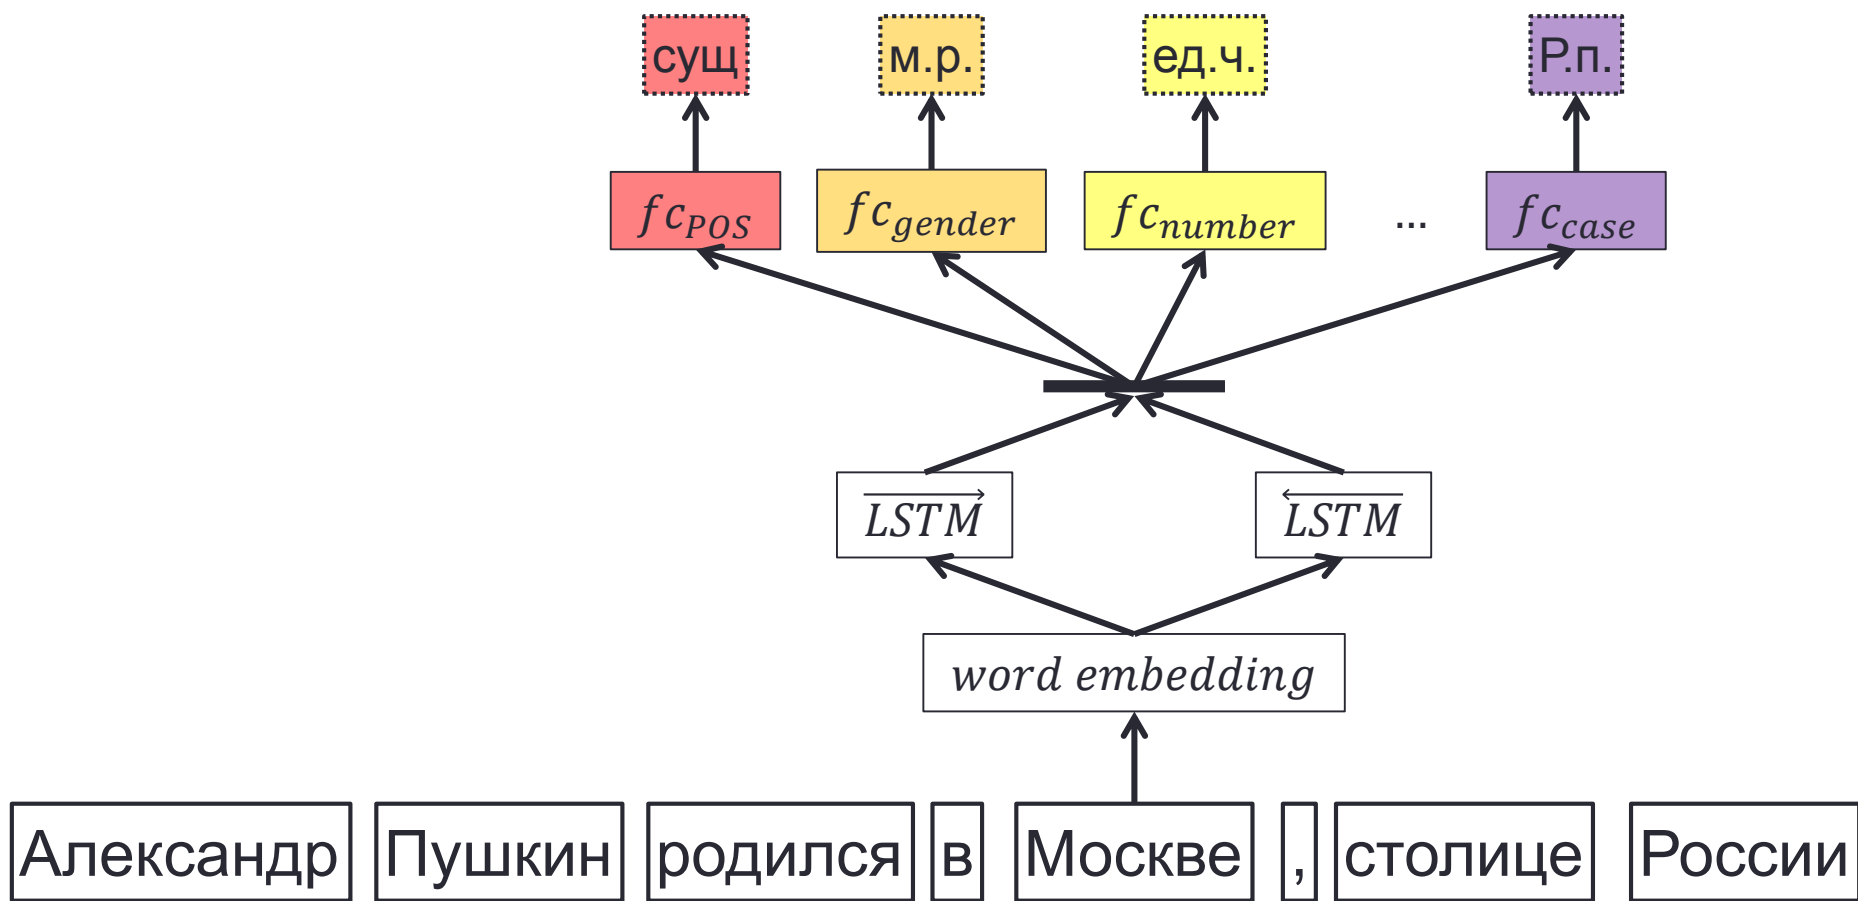 сущ м.р. ед.ч. Р.п.
fc_POS fc_gender fc_number ... fc_case
LSTM LSTM
word embedding
Александр Пушкин родился в Москве , столице России